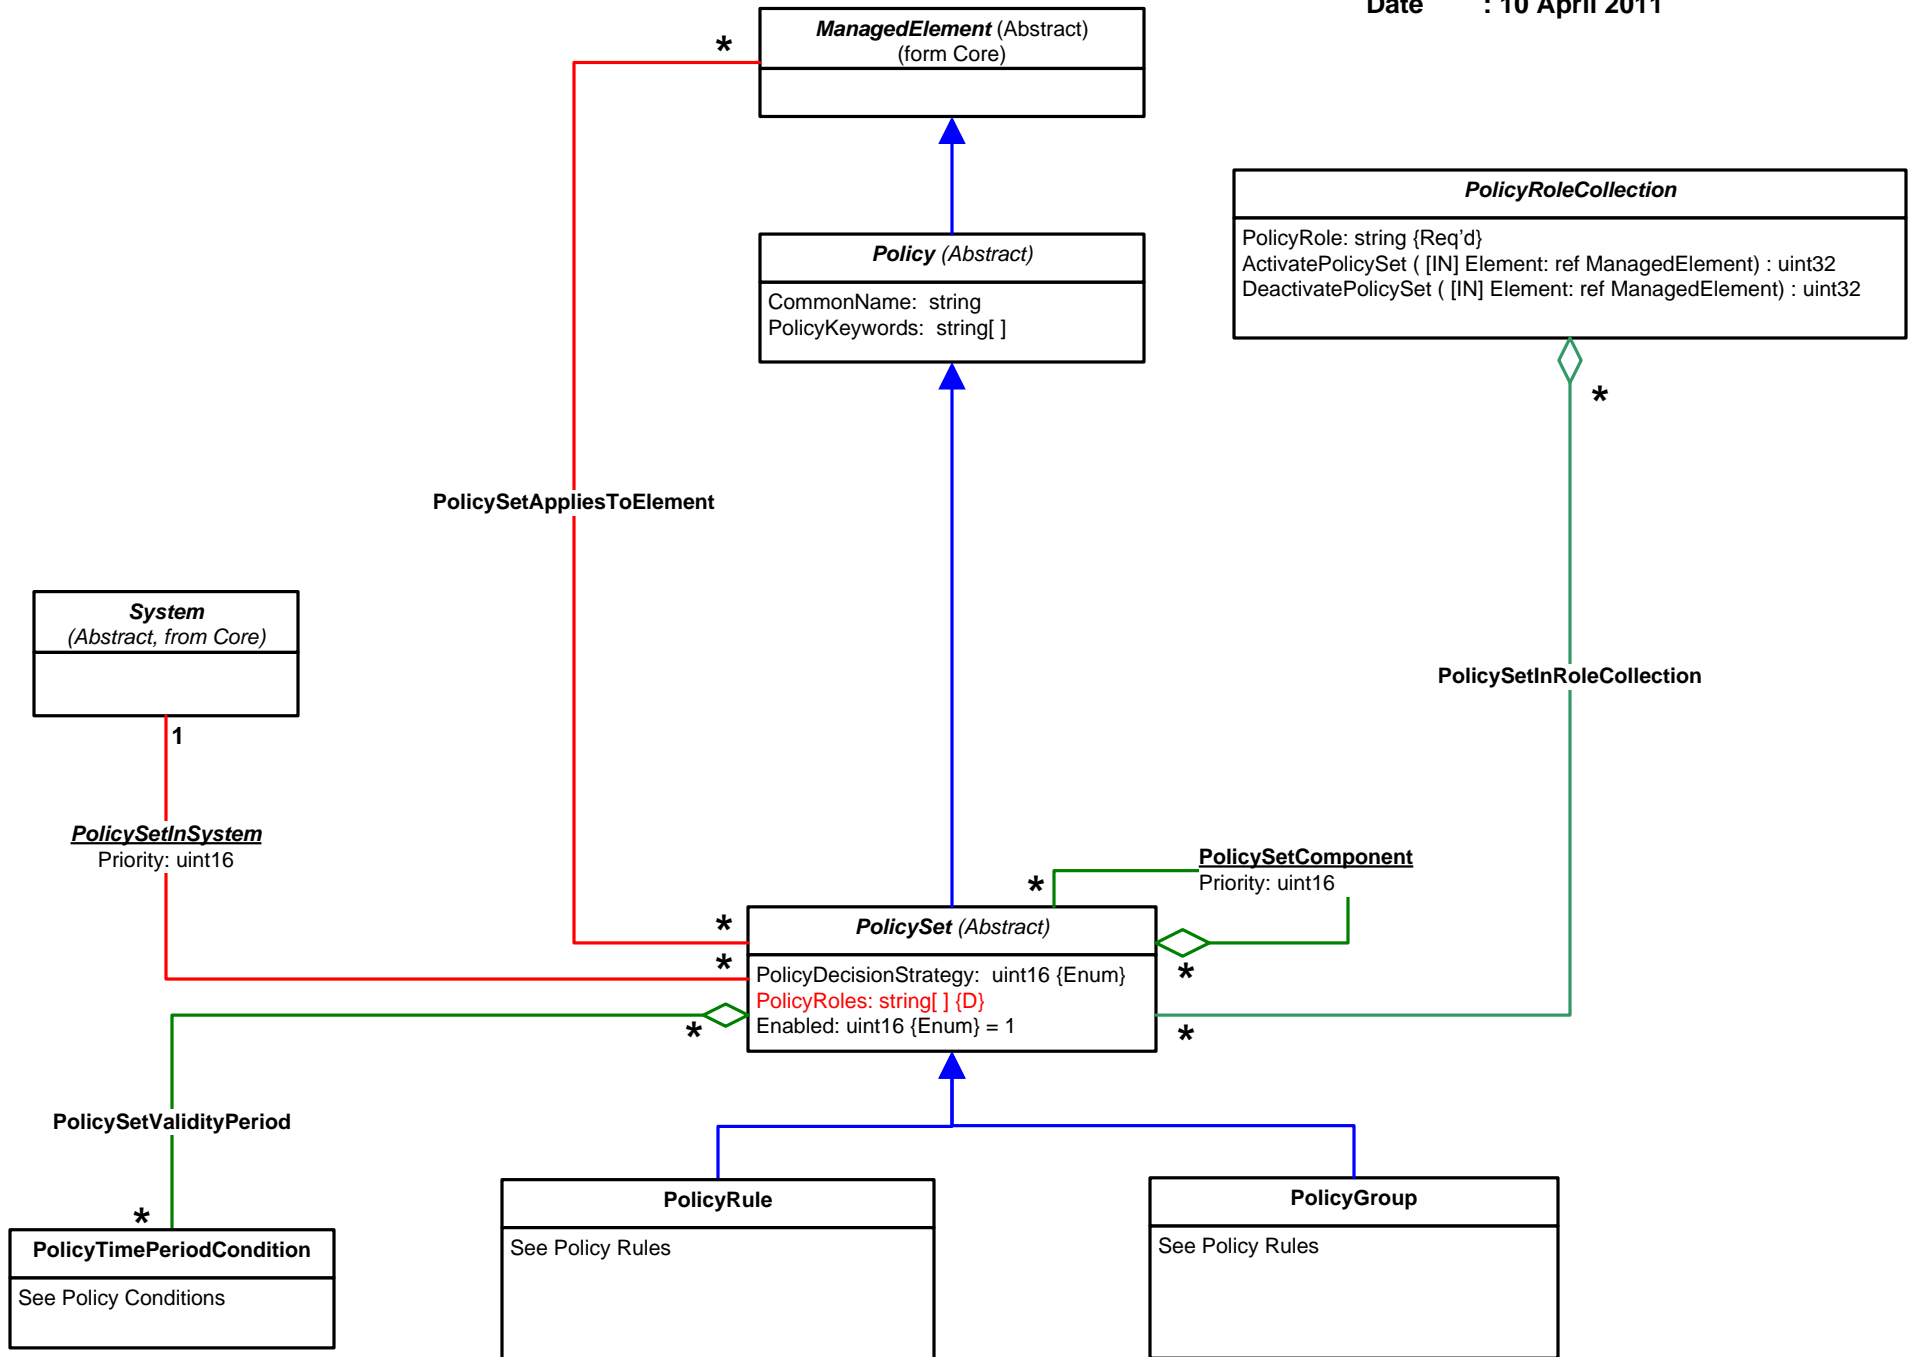 Date : 10 April 2011
ManagedElement (Abstract)
(form Core)
*
PolicyRoleCollection
PolicyRole: string {Req'd}
ActivatePolicySet ( [IN] Element: ref ManagedElement) : uint32
DeactivatePolicySet ( [IN] Element: ref ManagedElement) : uint32
*
Policy (Abstract)
CommonName: string
PolicyKeywords: string[ ]
PolicySetAppliesToElement
System
(Abstract, from Core)
1
PolicySetInRoleCollection
PolicySetInSystem
Priority: uint16
PolicySetComponent
Priority: uint16
*
*
*
PolicySet (Abstract)
PolicyDecisionStrategy: uint16 {Enum}
PolicyRoles: string[ ] {D}
Enabled: uint16 {Enum} = 1
*
*
*
PolicySetValidityPeriod
*
PolicyTimePeriodCondition
See Policy Conditions
PolicyRule
See Policy Rules
PolicyGroup
See Policy Rules